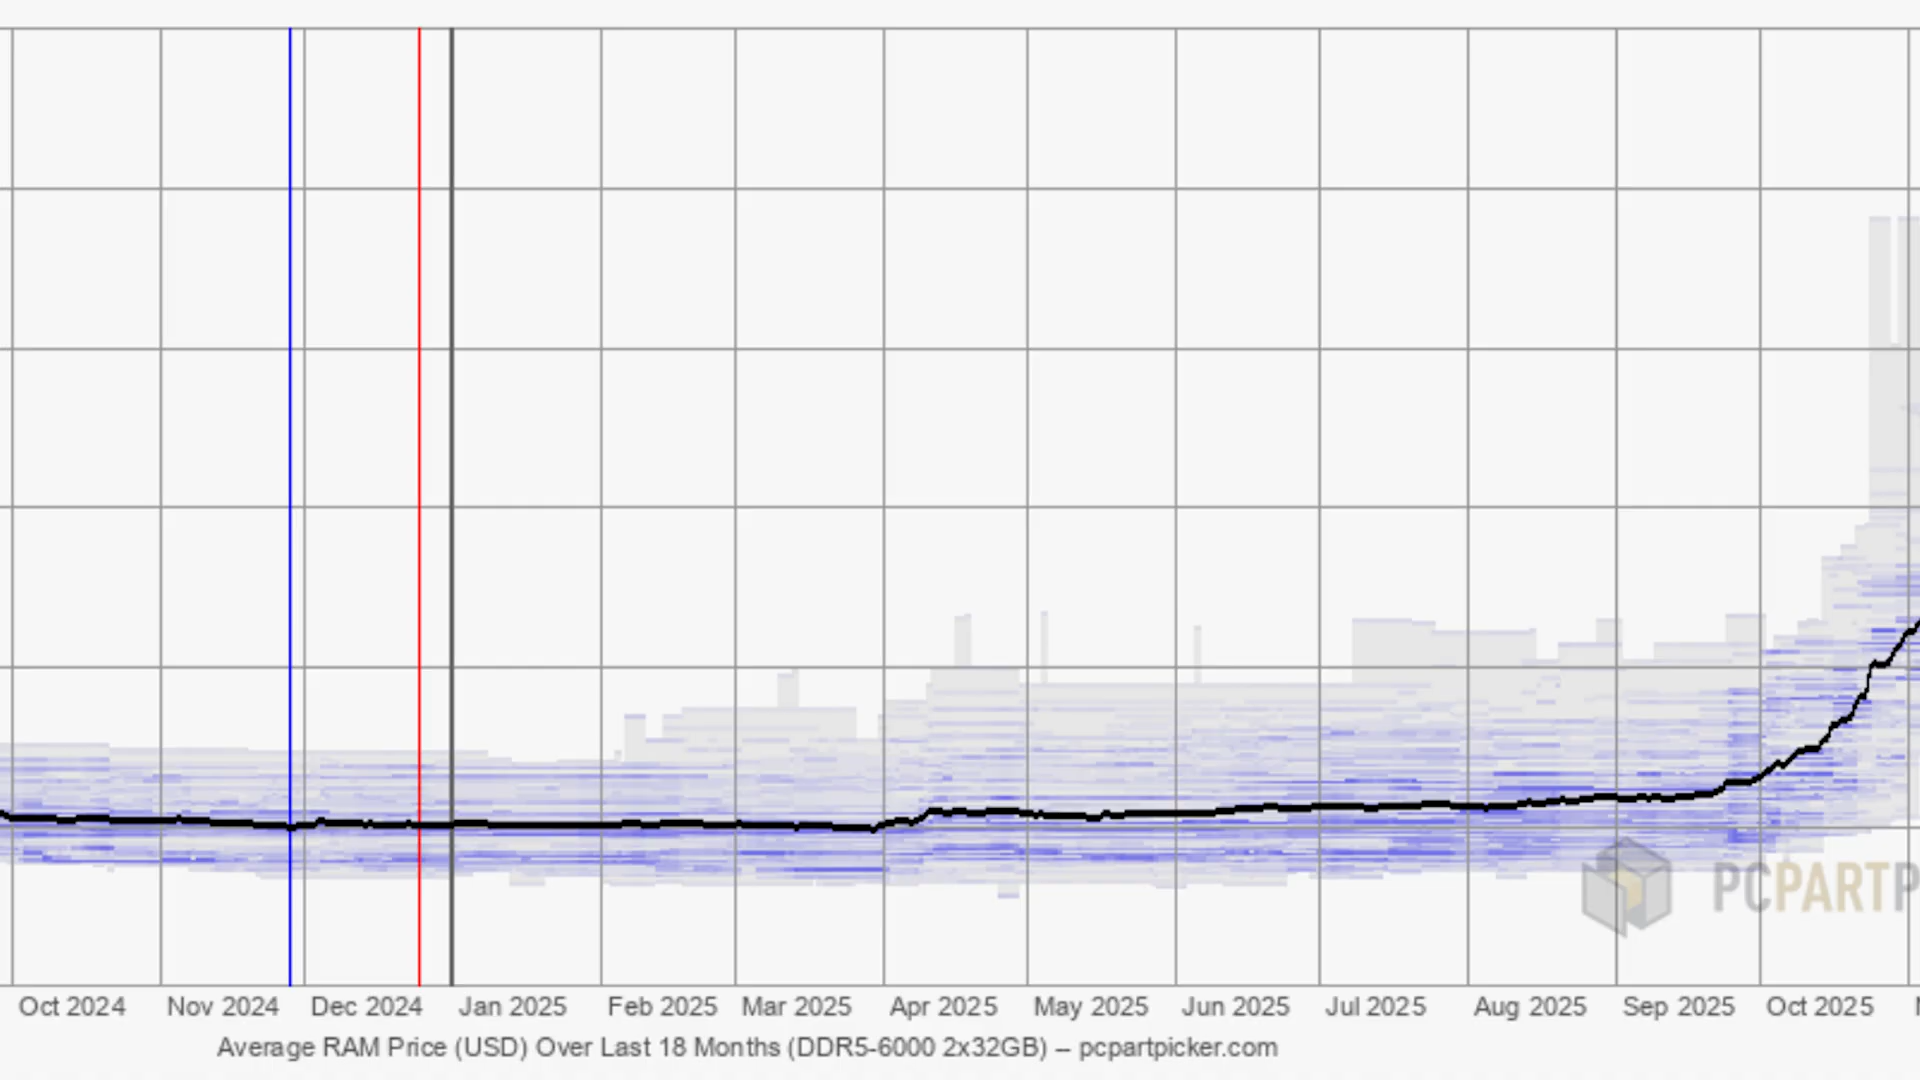 PCPARTP
Oct 2024 Nov 2024 Dec 2024 Jan 2025 Feb 2025 Mar 2025 Apr 2025 May 2025 Jun 2025 Jul 2025 Aug 2025 Sep 2025 Oct 2025
Average RAM Price (USD) Over Last 18 Months (DDR5-6000 2x32GB) – pcpartpicker.com